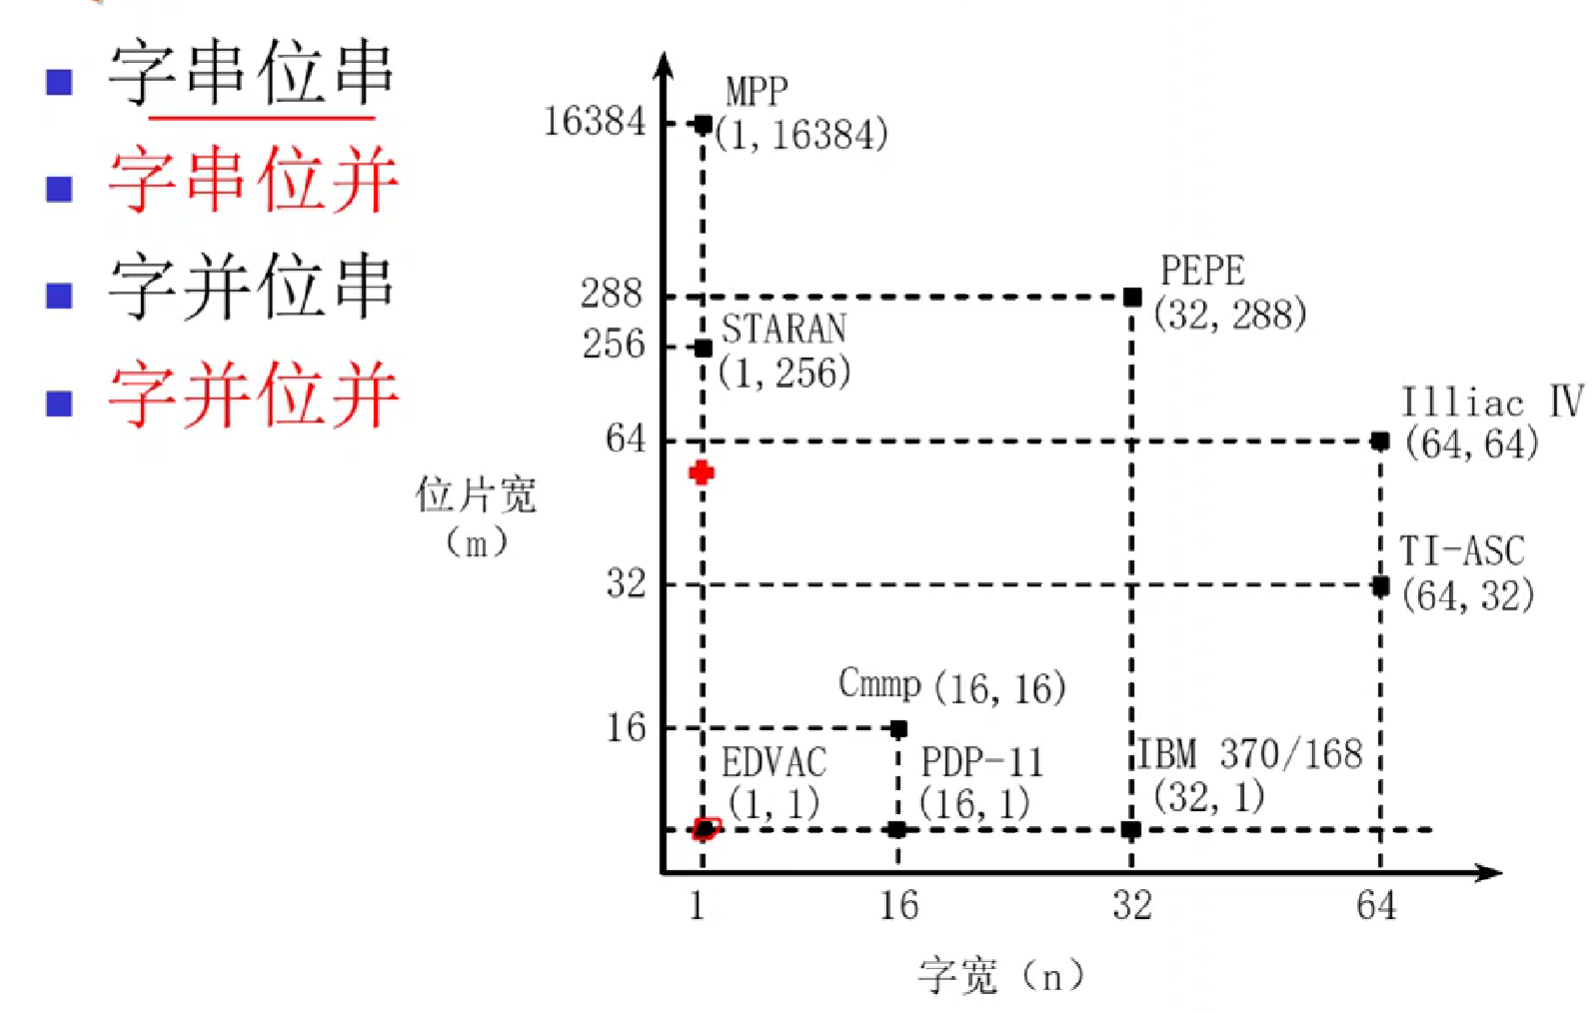 字串位串
字串位并
字并位串
字并位并
位片宽
（m）
16384
288
256
64
32
16
MPP
(1,16384)
PEPE
(32,288)
STARAN
(1,256)
Illiac Ⅳ
(64,64)
TI-ASC
(64,32)
Cmmp(16,16)
EDVAC
(1,1)
PDP-11
(16,1)
IBM 370/168
(32,1)
1 16 32 64
字宽（n）